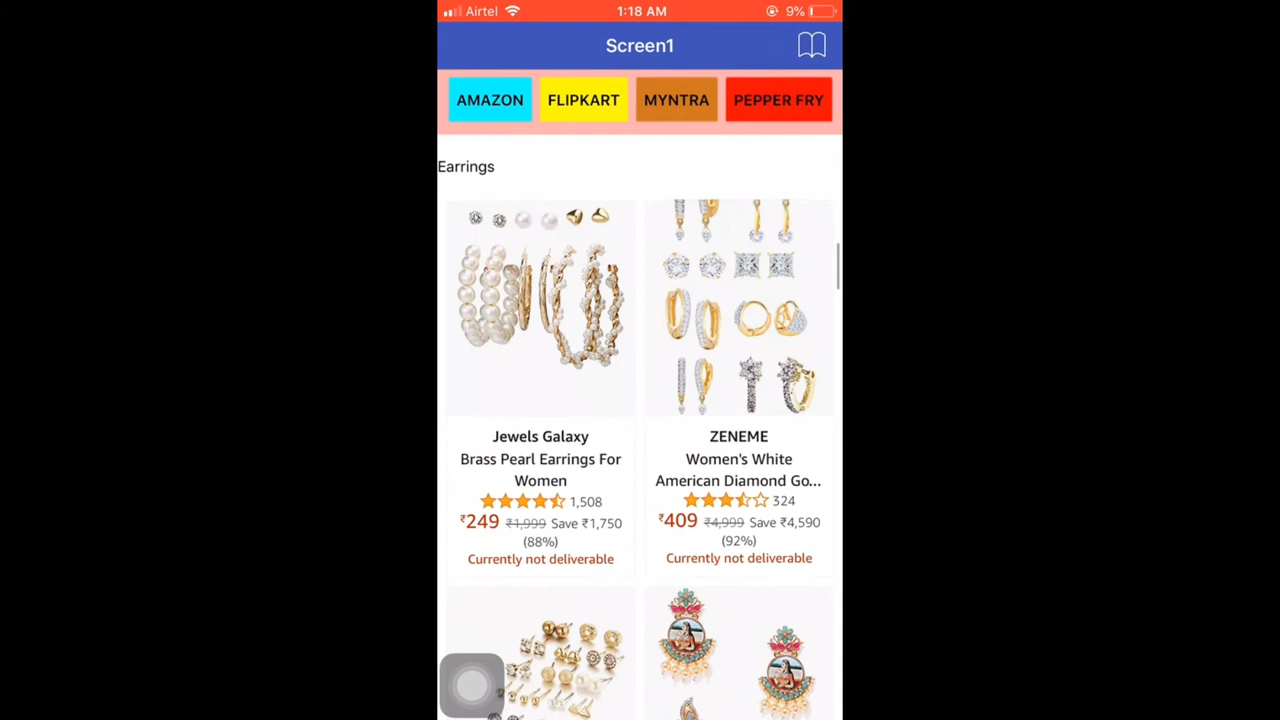 Airtel 1:18 AM 9%
Screen1
AMAZON FLIPKART MYNTRA PEPPER FRY
Earrings
Jewels Galaxy
Brass Pearl Earrings For
Women
1,508
₹249 ₹1,999 Save ₹1,750
(88%)
Currently not deliverable
ZENEME
Women's White
American Diamond Go...
324
₹409 ₹4,999 Save ₹4,590
(92%)
Currently not deliverable